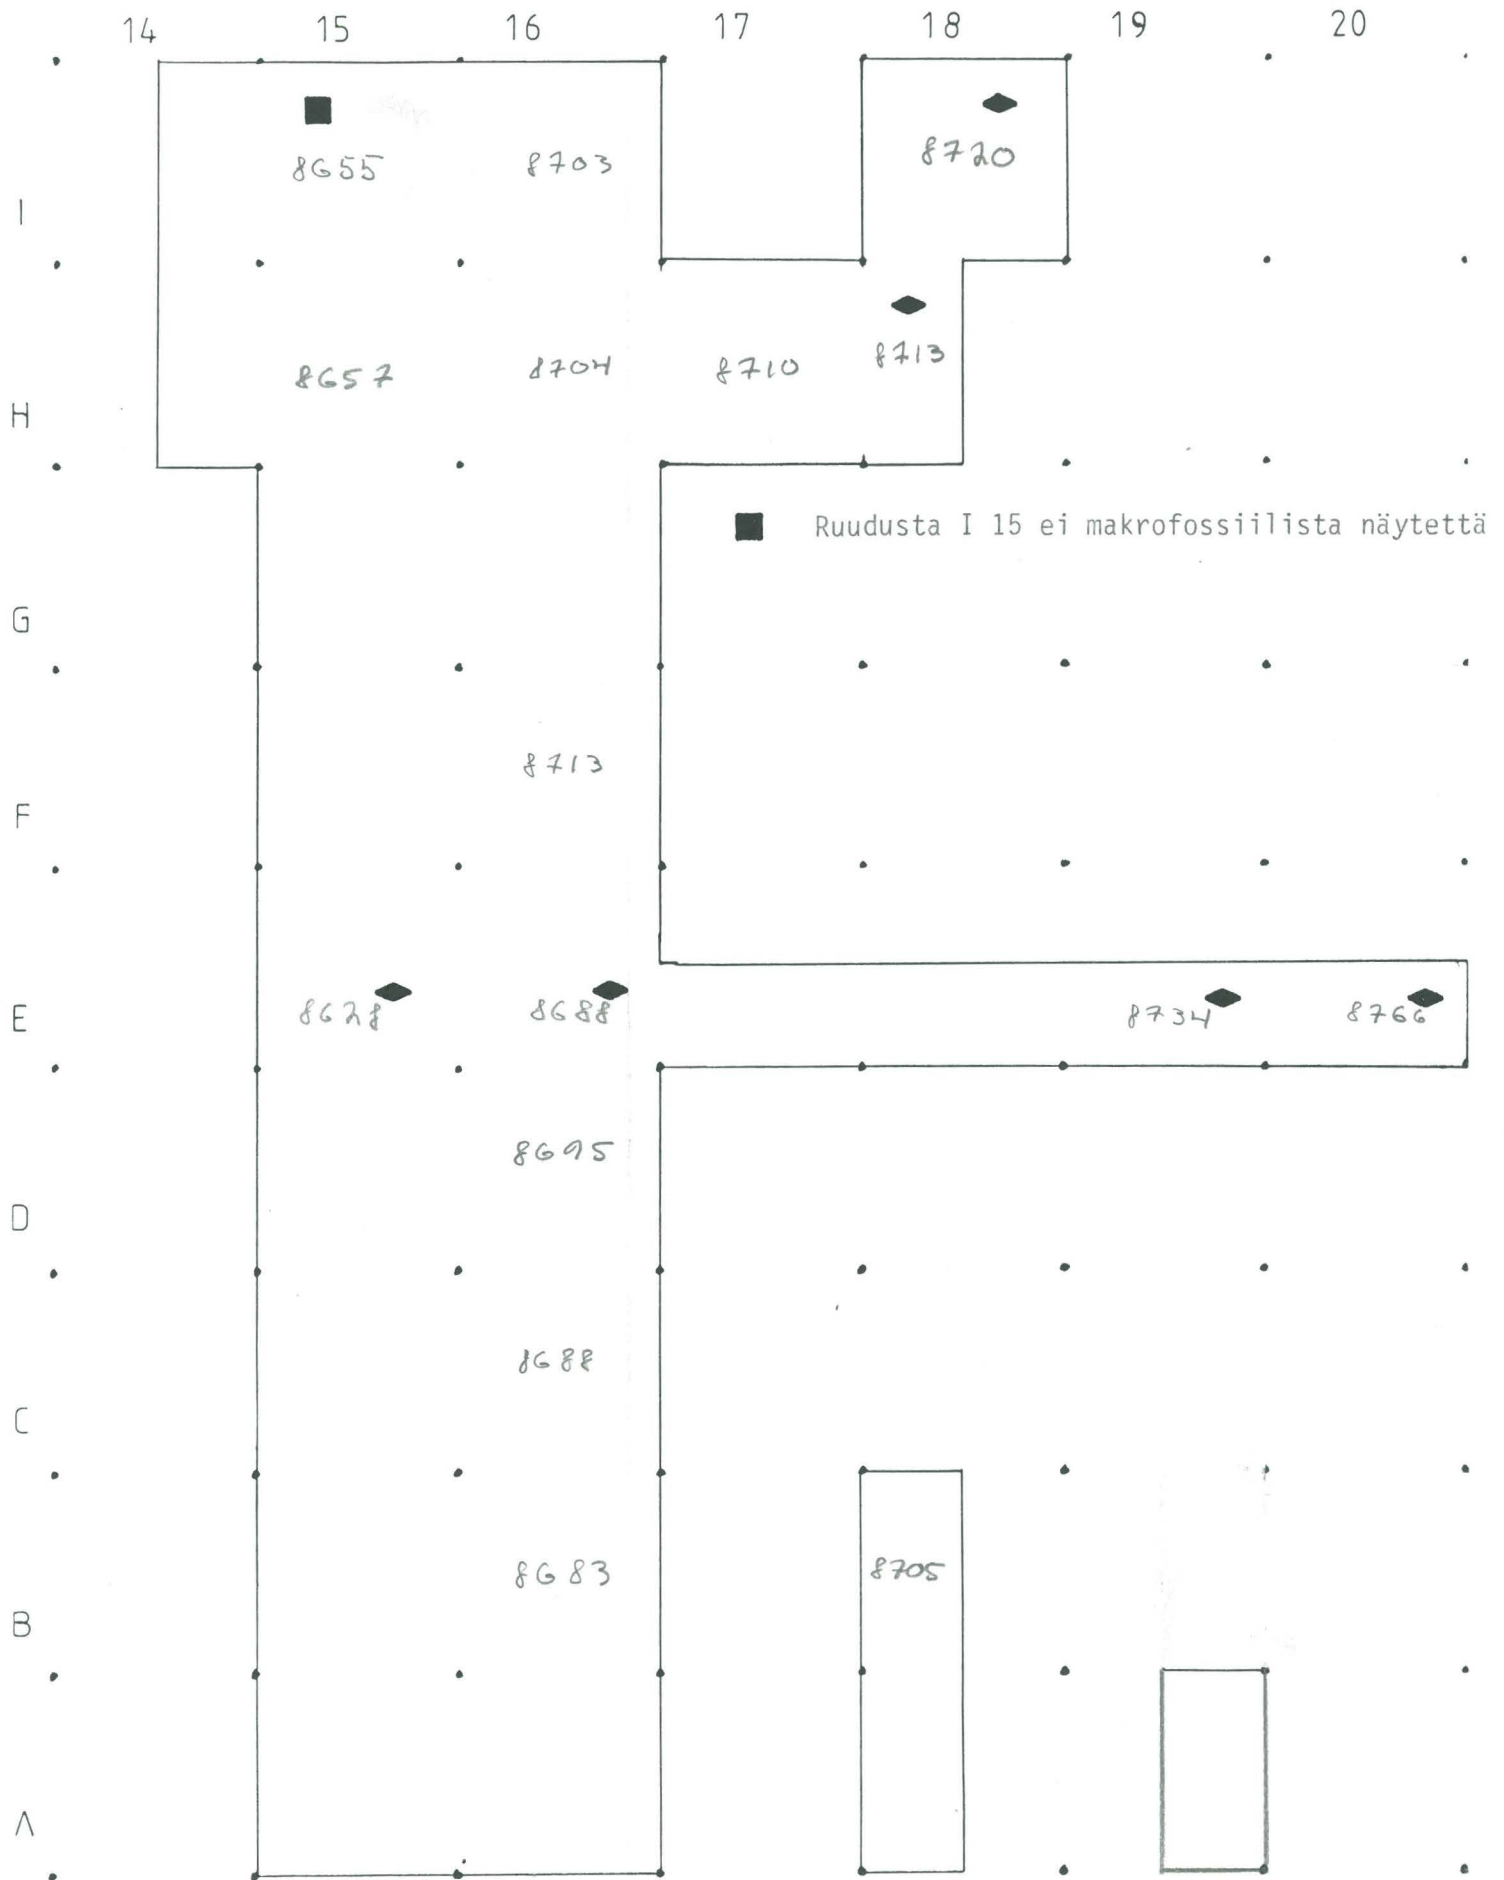 14 15 16 17 18 19 20
8720
8655 8703
I
8713
8657 8704 8710
H
Ruudusta I 15 ei makrofossiilista näytettä
G
8713
F
E 8628 8688 8734 8766
8695
D
8688
C
8683 8705
B
A